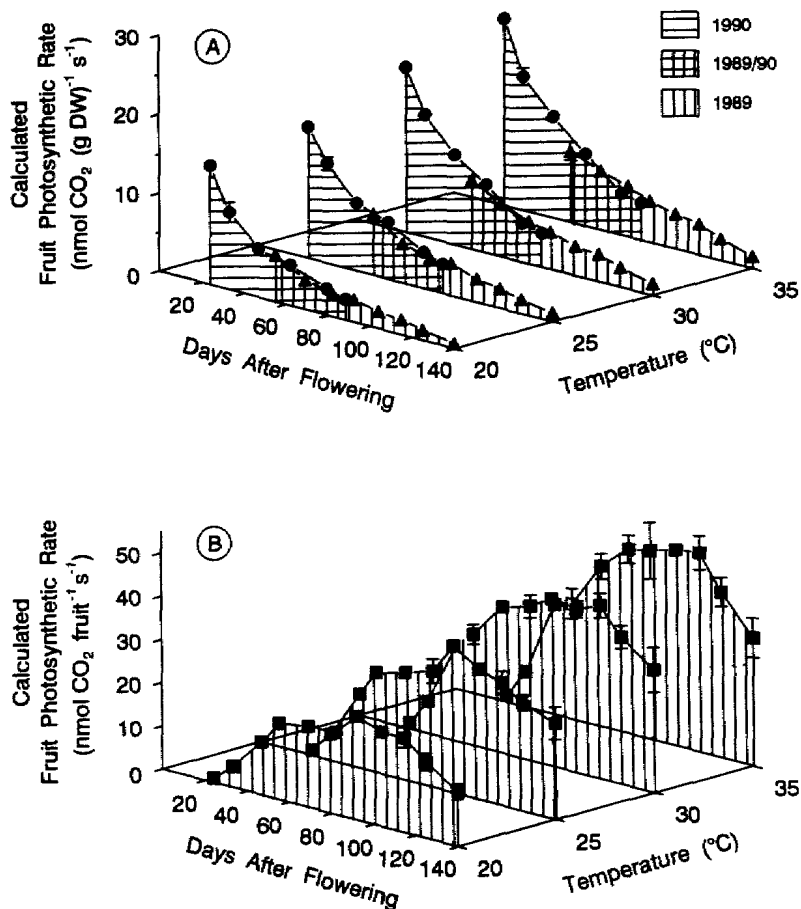 A
1990
1989/90
1989
Calculated
Fruit Photosynthetic Rate
(nmol CO2 (g DW)-1 s-1)
30
20
10
0
20
40
60
80
100
120
140
Days After Flowering
20
25
30
35
Temperature (°C)
B
Calculated
Fruit Photosynthetic Rate
(nmol CO2 fruit-1 s-1)
50
40
30
20
10
0
20
40
60
80
100
120
140
Days After Flowering
20
25
30
35
Temperature (°C)